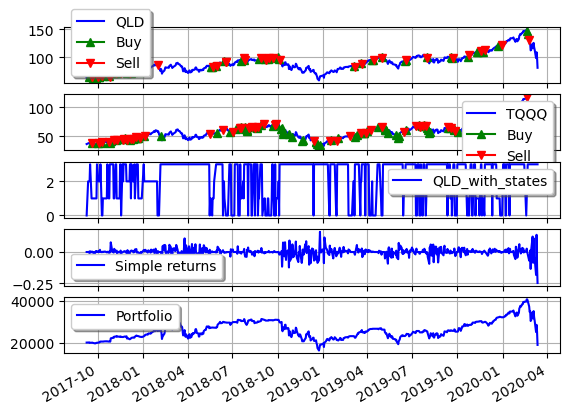 150
100
QLD
Buy
Sell
100
50
TQQQ
Buy
Sell
2
0
QLD_with_states
0.00
−0.25
Simple returns
40000
20000
Portfolio
2017-10 2018-01 2018-04 2018-07 2018-10 2019-01 2019-04 2019-07 2019-10 2020-01 2020-04